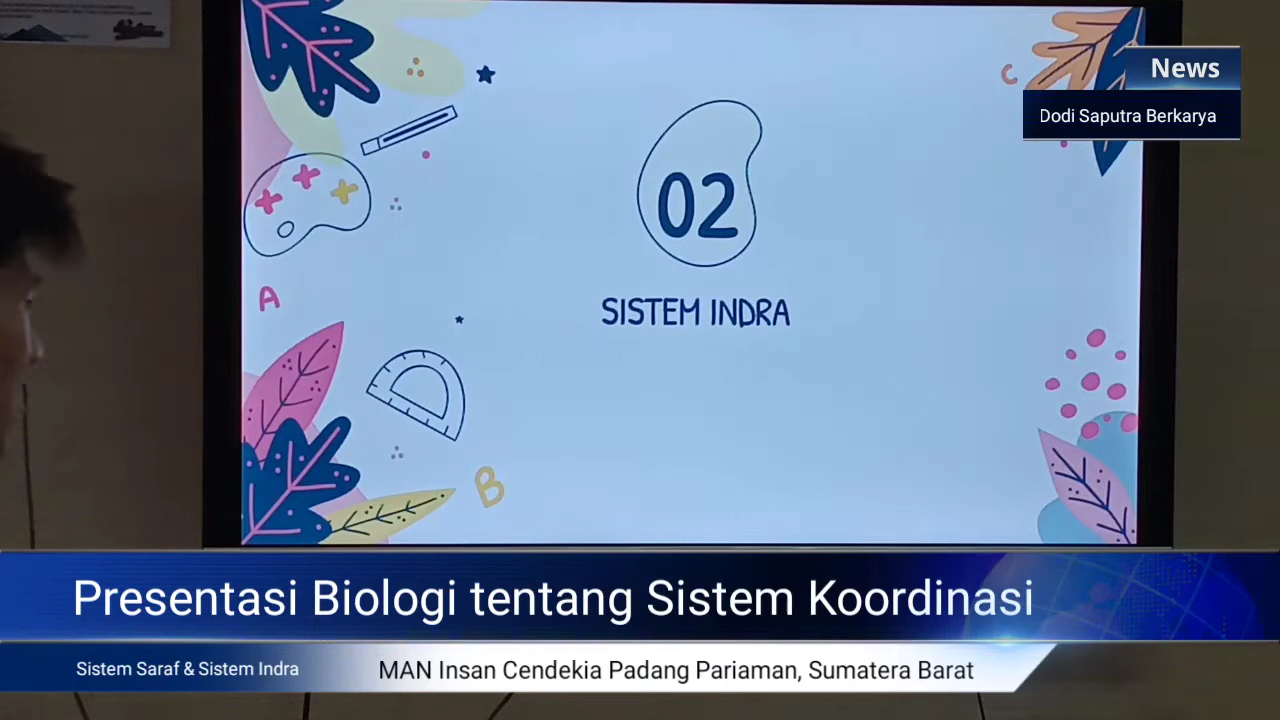 News
Dodi Saputra Berkarya
C
02
SISTEM INDRA
A
B
Presentasi Biologi tentang Sistem Koordinasi
Sistem Saraf & Sistem Indra
MAN Insan Cendekia Padang Pariaman, Sumatera Barat